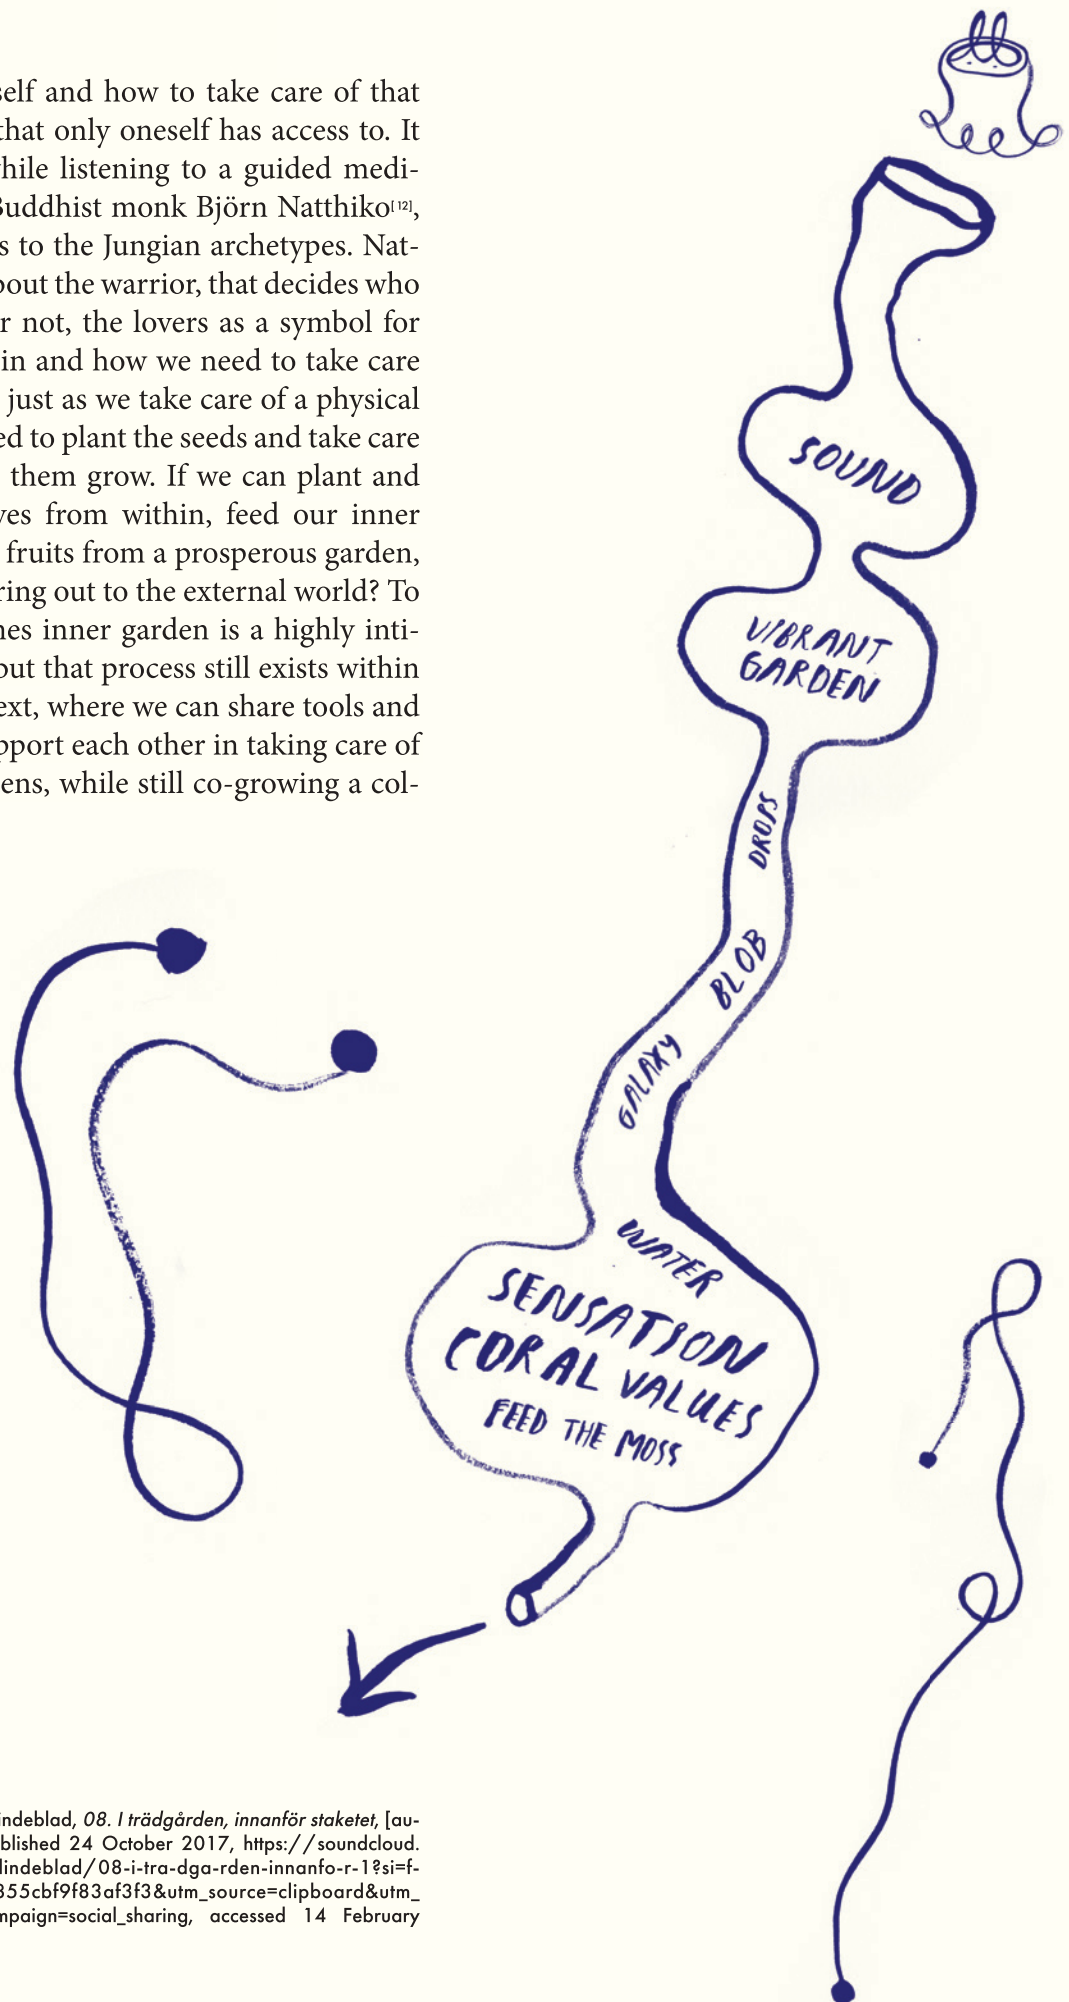 self and how to take care of that
that only oneself has access to. It
while listening to a guided medi-
Buddhist monk Björn Natthiko[12],
s to the Jungian archetypes. Nat-
bout the warrior, that decides who
r not, the lovers as a symbol for
in and how we need to take care
just as we take care of a physical
ed to plant the seeds and take care
them grow. If we can plant and
ves from within, feed our inner
fruits from a prosperous garden,
ring out to the external world? To
nes inner garden is a highly inti-
but that process still exists within
ext, where we can share tools and
pport each other in taking care of
ens, while still co-growing a col-
SOUND
VIBRANT
GARDEN
DROPS
BLOB
GALAXY
WATER
SENSATION
CORAL VALUES
FEED THE MOSS
indeblad, 08. I trädgården, innanför staketet, [au-
blished 24 October 2017, https://soundcloud.
lindeblad/08-i-tra-dga-rden-innanfo-r-1?si=f-
355cbf9f83af3f3&utm_source=clipboard&utm_
mpaign=social_sharing, accessed 14 February